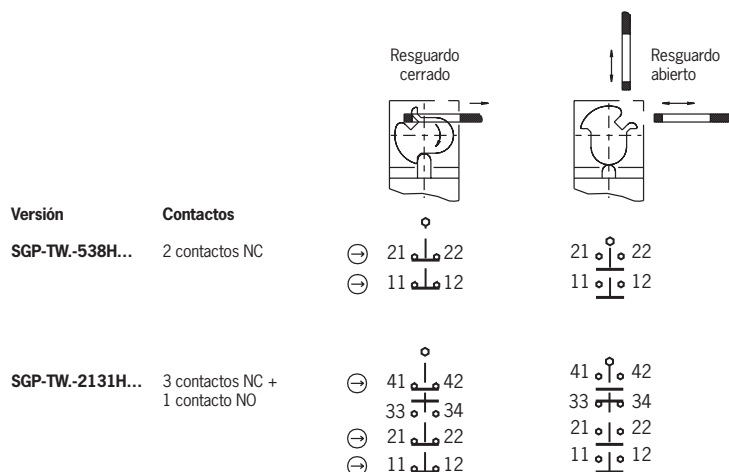 Resguardo
cerrado
Resguardo
abierto
Versión Contactos
SGP-TW.-538H... 2 contactos NC
21 22 21 22
11 12 11 12
SGP-TW.-2131H... 3 contactos NC +
1 contacto NO
41 42 41 42
33 34 33 34
21 22 21 22
11 12 11 12